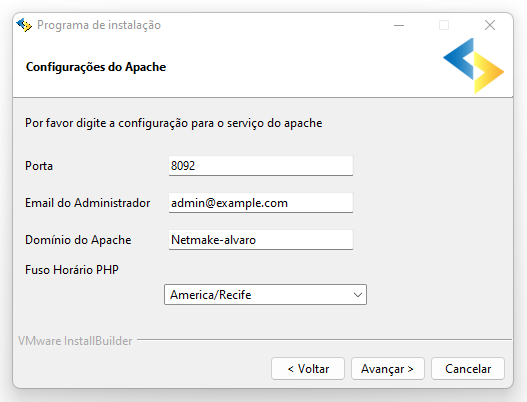 Programa de instalação
Configurações do Apache
Por favor digite a configuração para o serviço do apache
Porta 8092
Email do Administrador admin@example.com
Domínio do Apache Netmake-alvaro
Fuso Horário PHP
America/Recife
VMware InstallBuilder
< Voltar Avançar > Cancelar